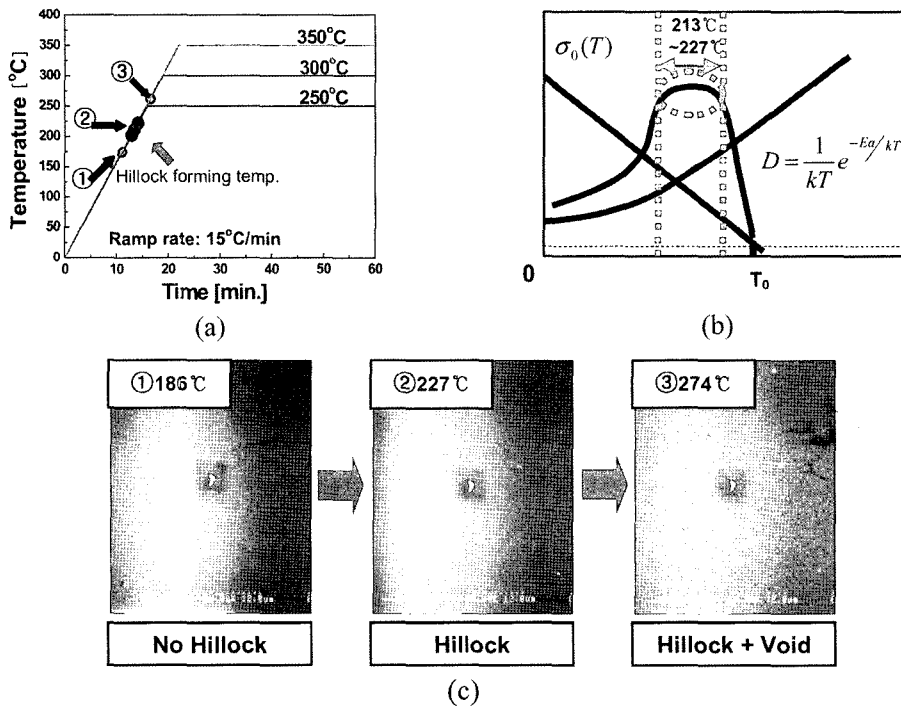 350
300
250
200
150
100
50
0
Temperature [°C]
350°C
300°C
250°C
③
②
①
Hillock forming temp.
Ramp rate: 15°C/min
0 10 20 30 40 50 60
Time [min.]
(a)
σ₀(T)
213℃
~227℃
D = 1/kT e^(-Ea/kT)
0
T₀
(b)
①186℃
②227℃
③274℃
No Hillock
Hillock
Hillock + Void
(c)